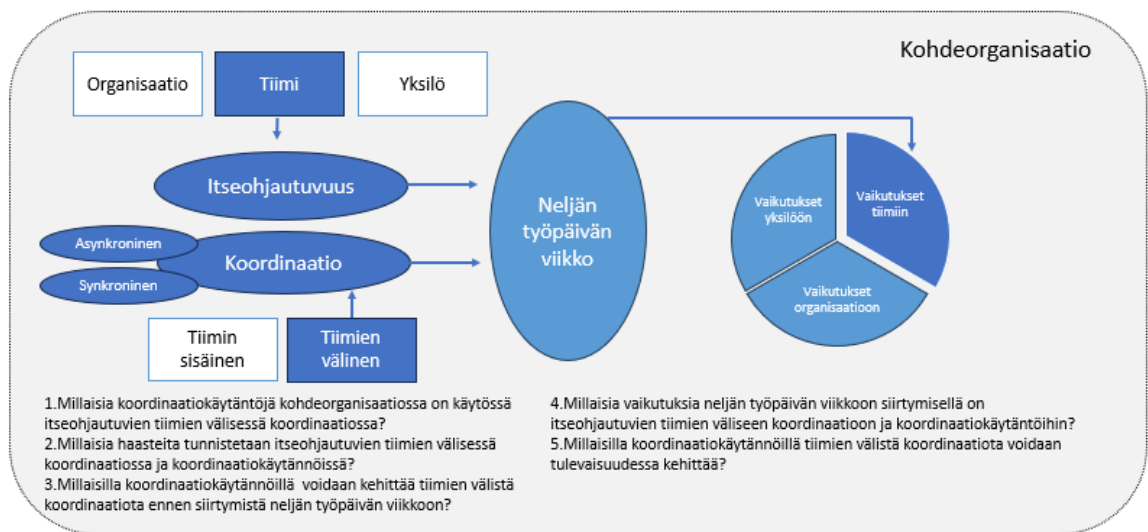 Kohdeorganisaatio
Organisaatio
Tiimi
Yksilö
Itseohjautuvuus
Asynkroninen
Synkroninen
Koordinaatio
Tiimin
sisäinen
Tiimien
välinen
Neljän
työpäivän
viikko
Vaikutukset
yksilöön
Vaikutukset
tiimiin
Vaikutukset
organisaatioon
1.Millaisia koordinaatiokäytäntöjä kohdeorganisaatiossa on käytössä
itseohjautuvien tiimien välisessä koordinaatiossa?
2.Millaisia haasteita tunnistetaan itseohjautuvien tiimien välisessä
koordinaatiossa ja koordinaatiokäytännöissä?
3.Millaisilla koordinaatiokäytännöillä voidaan kehittää tiimien välistä
koordinaatiota ennen siirtymistä neljän työpäivän viikkoon?
4.Millaisia vaikutuksia neljän työpäivän viikkoon siirtymisellä on
itseohjautuvien tiimien väliseen koordinaatioon ja koordinaatiokäytäntöihin?
5.Millaisilla koordinaatiokäytännöillä tiimien välistä koordinaatiota voidaan
tulevaisuudessa kehittää?